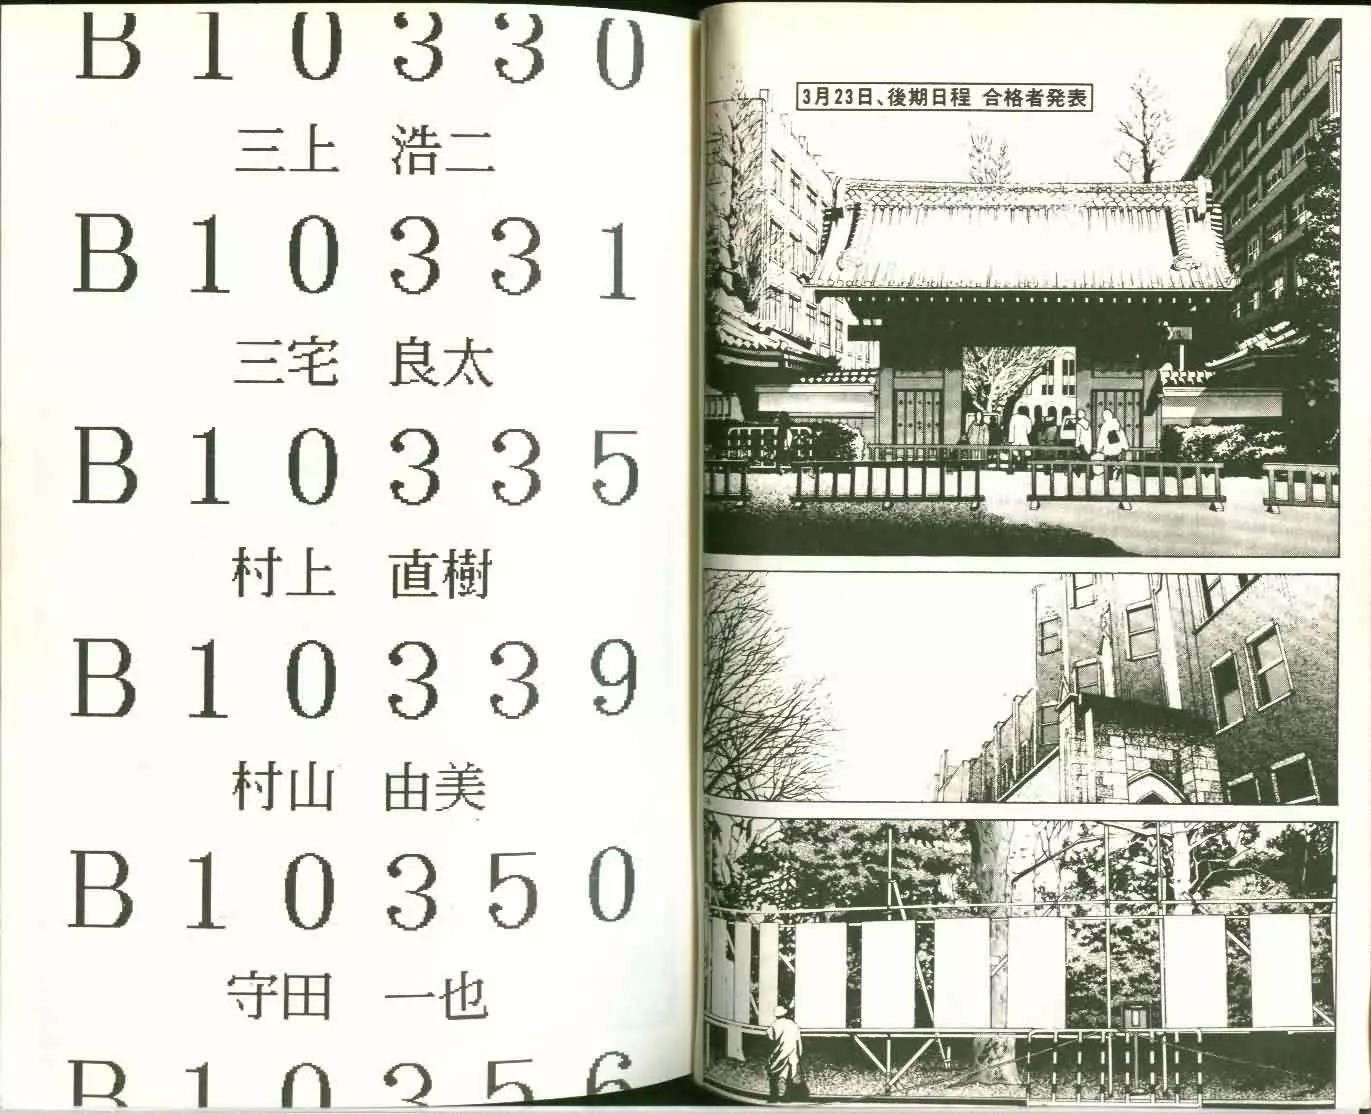 3月23日、後期日程 合格者発表
B10330
三上 浩二
B10331
三宅 良太
B10335
村上 直樹
B10339
村山 由美
B10350
守田 一也
B10356